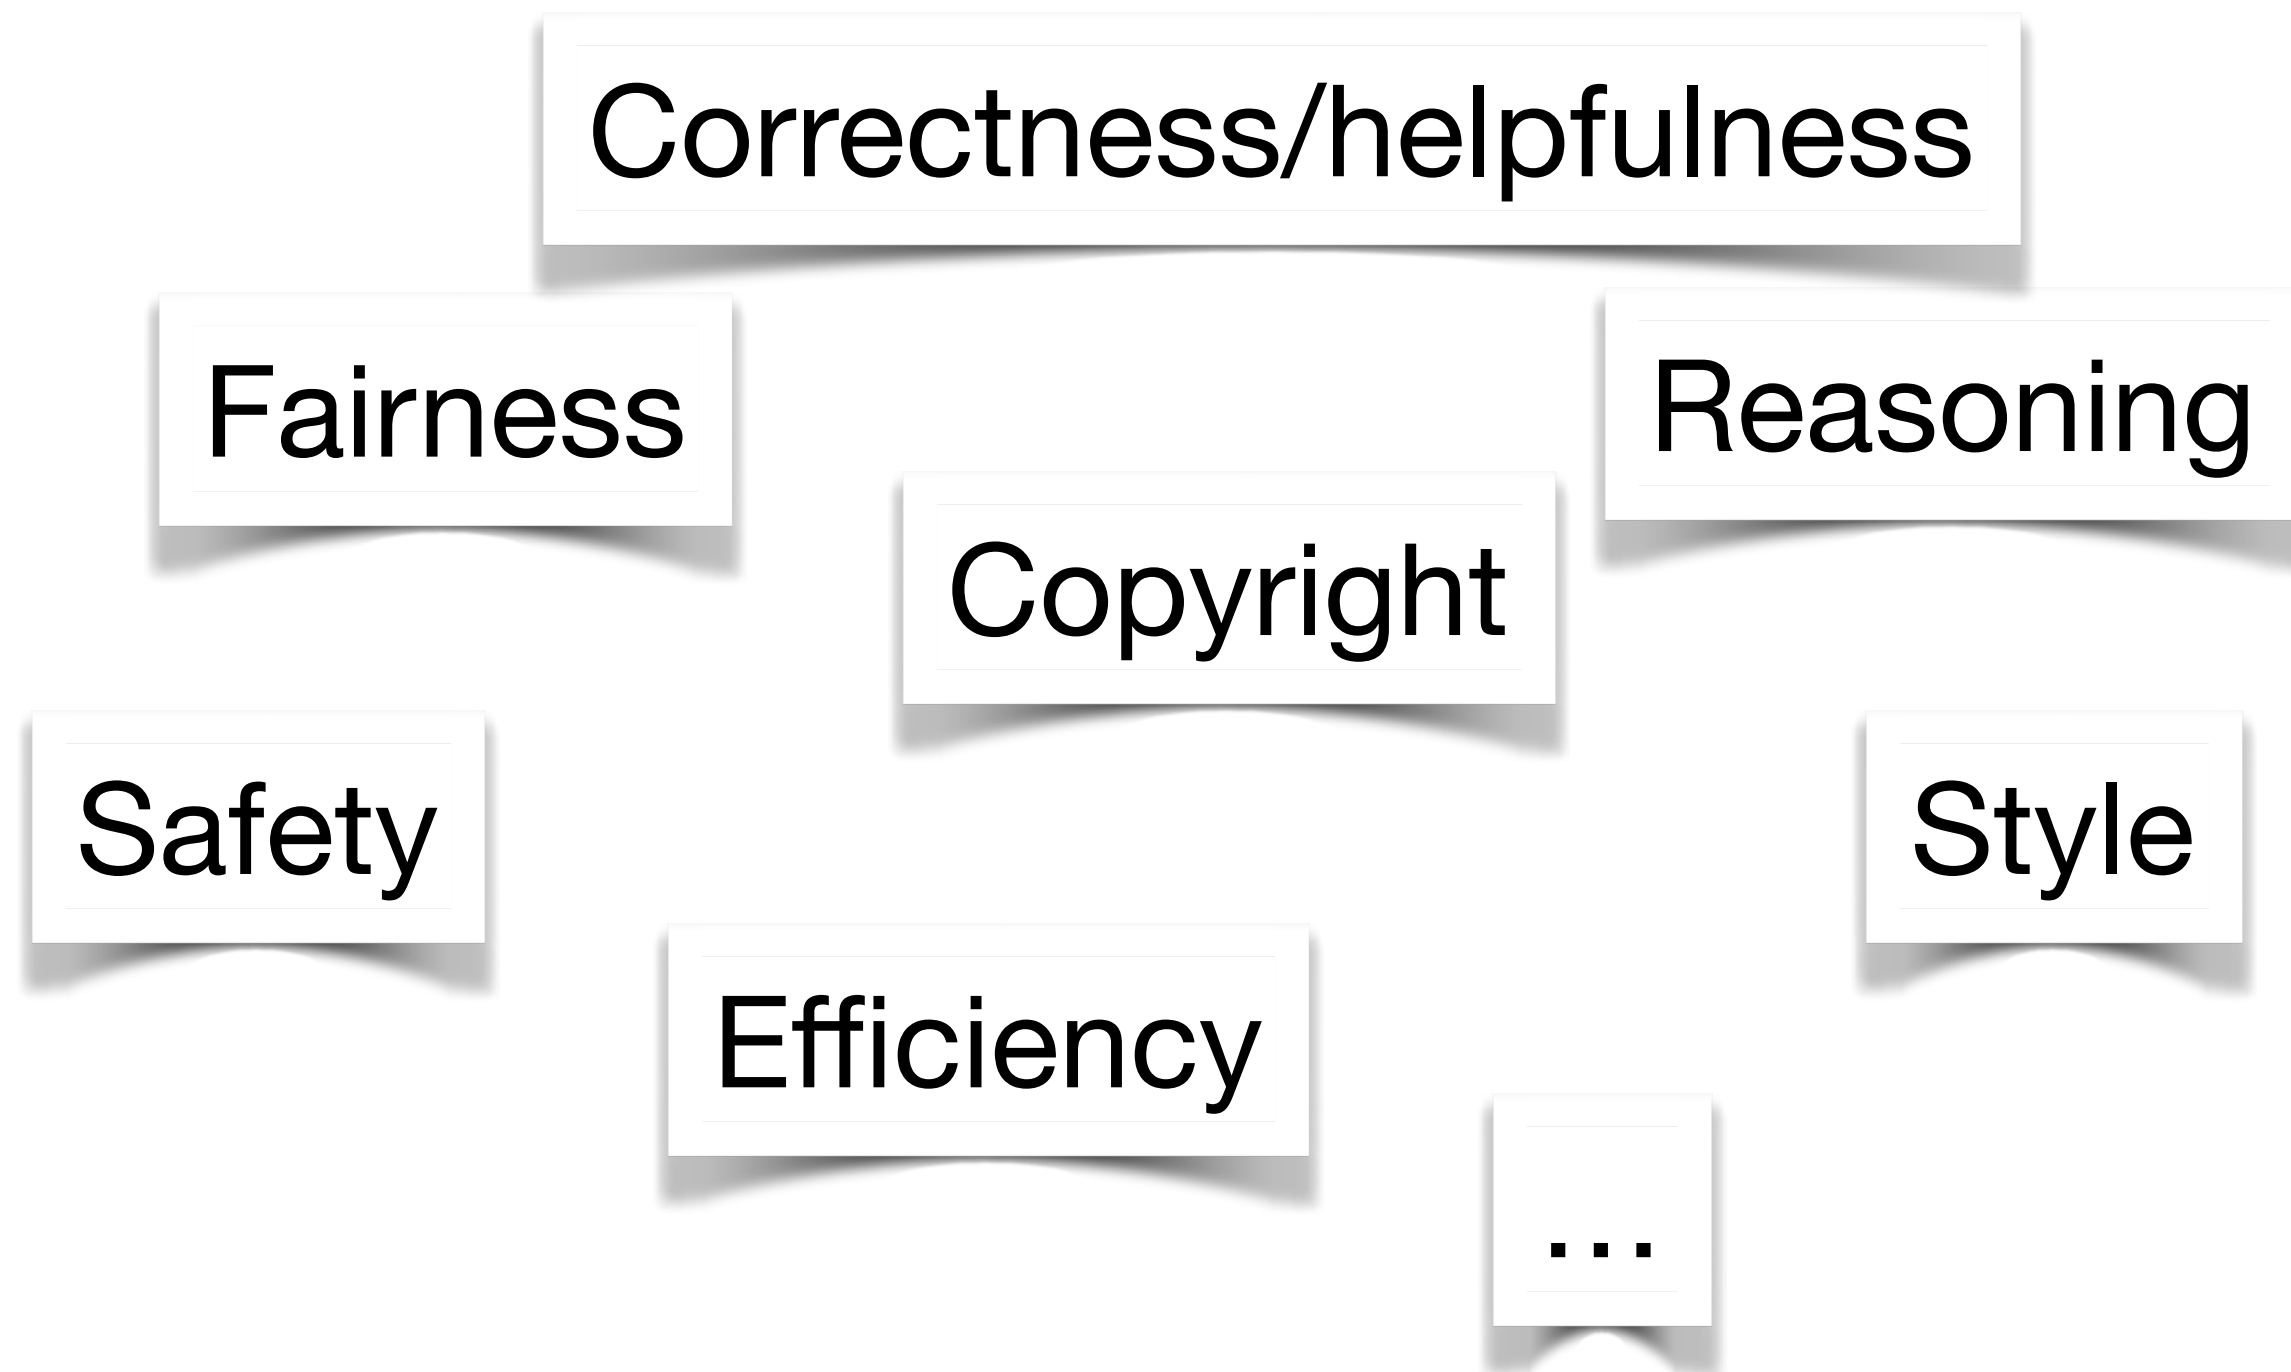 Correctness/helpfulness
Fairness
Reasoning
Copyright
Safety
Style
Efficiency
...